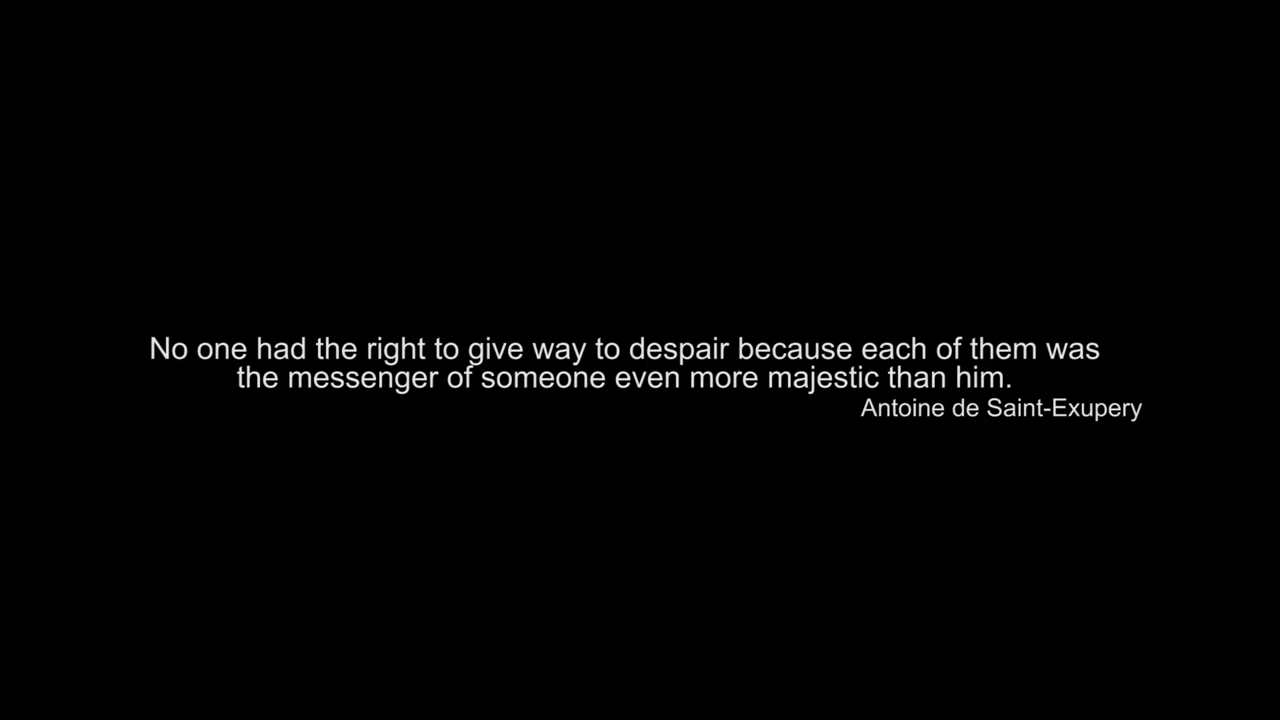 No one had the right to give way to despair because each of them was
the messenger of someone even more majestic than him.
Antoine de Saint-Exupery